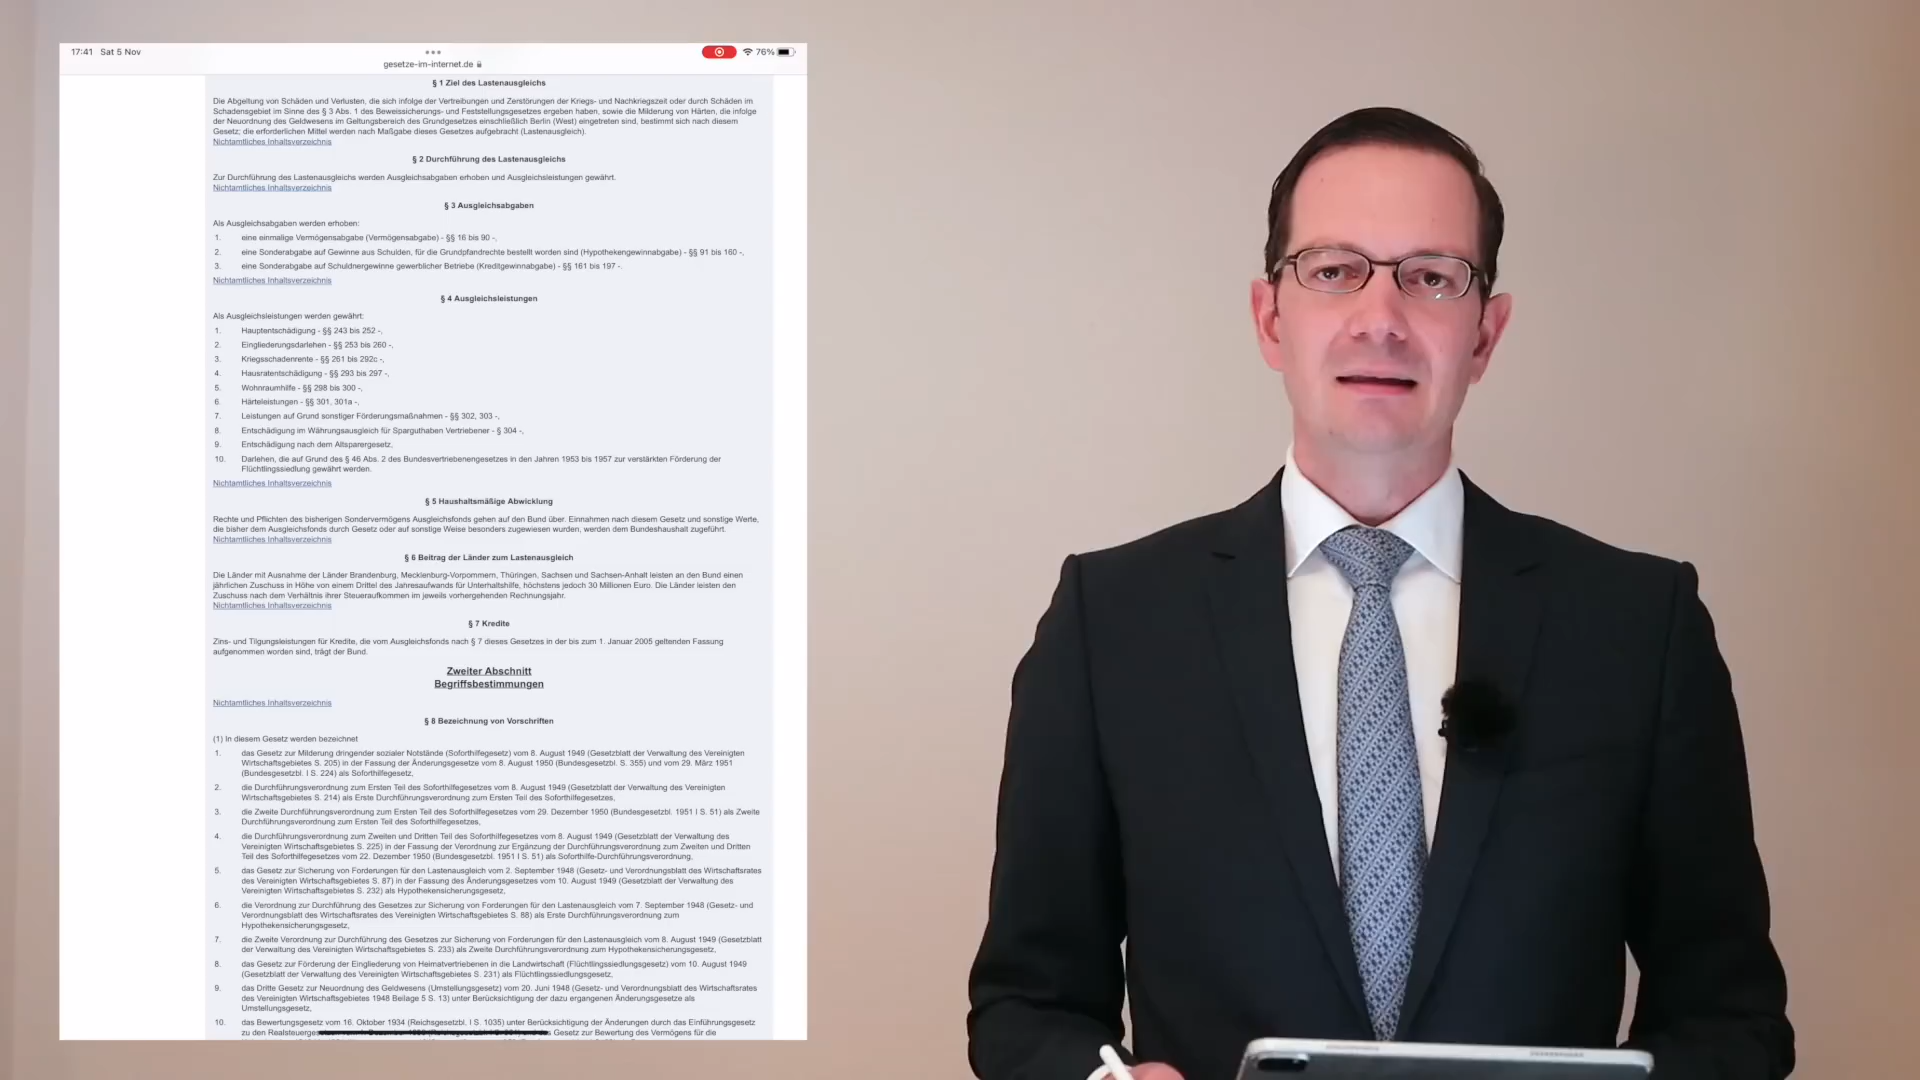 17:41 Sat 5 Nov
76%
gesetze-im-internet.de
§ 1 Ziel des Lastenausgleichs
Die Abgeltung von Schäden und Verlusten, die sich infolge der Vertreibungen und Zerstörungen der Kriegs- und Nachkriegszeit oder durch Schäden im
Schadensgebiet im Sinne des § 3 Abs. 1 des Beweissicherungs- und Feststellungsgesetzes ergeben haben, sowie die Milderung von Härten, die infolge
der Neuordnung des Geldwesens im Geltungsbereich des Grundgesetzes einschließlich Berlin (West) eingetreten sind, bestimmt sich nach diesem
Gesetz; die erforderlichen Mittel werden nach Maßgabe dieses Gesetzes aufgebracht (Lastenausgleich).
Nichtamtliches Inhaltsverzeichnis
§ 2 Durchführung des Lastenausgleichs
Zur Durchführung des Lastenausgleichs werden Ausgleichsabgaben erhoben und Ausgleichsleistungen gewährt.
Nichtamtliches Inhaltsverzeichnis
§ 3 Ausgleichsabgaben
Als Ausgleichsabgaben werden erhoben:
1. eine einmalige Vermögensabgabe (Vermögensabgabe) - §§ 16 bis 90 -,
2. eine Sonderabgabe auf Gewinne aus Schulden, für die Grundpfandrechte bestellt worden sind (Hypothekengewinnabgabe) - §§ 91 bis 160 -,
3. eine Sonderabgabe auf Schuldnergewinne gewerblicher Betriebe (Kreditgewinnabgabe) - §§ 161 bis 197 -.
Nichtamtliches Inhaltsverzeichnis
§ 4 Ausgleichsleistungen
Als Ausgleichsleistungen werden gewährt:
1. Hauptentschädigung - §§ 243 bis 252 -,
2. Eingliederungsdarlehen - §§ 253 bis 260 -,
3. Kriegsschadenrente - §§ 261 bis 292c -,
4. Hausratentschädigung - §§ 293 bis 297 -,
5. Wohnraumhilfe - §§ 298 bis 300 -,
6. Härteleistungen - §§ 301, 301a -,
7. Leistungen auf Grund sonstiger Förderungsmaßnahmen - §§ 302, 303 -,
8. Entschädigung im Währungsausgleich für Sparguthaben Vertriebener - § 304 -,
9. Entschädigung nach dem Altsparergesetz,
10. Darlehen, die auf Grund des § 46 Abs. 2 des Bundesvertriebenengesetzes in den Jahren 1953 bis 1957 zur verstärkten Förderung der
Flüchtlingssiedlung gewährt werden.
Nichtamtliches Inhaltsverzeichnis
§ 5 Haushaltsmäßige Abwicklung
Rechte und Pflichten des bisherigen Sondervermögens Ausgleichsfonds gehen auf den Bund über. Einnahmen nach diesem Gesetz und sonstige Werte,
die bisher dem Ausgleichsfonds durch Gesetz oder auf sonstige Weise besonders zugewiesen wurden, werden dem Bundeshaushalt zugeführt.
Nichtamtliches Inhaltsverzeichnis
§ 6 Beitrag der Länder zum Lastenausgleich
Die Länder mit Ausnahme der Länder Brandenburg, Mecklenburg-Vorpommern, Thüringen, Sachsen und Sachsen-Anhalt leisten an den Bund einen
jährlichen Zuschuss in Höhe von einem Drittel des Jahresaufwands für Unterhaltshilfe, höchstens jedoch 30 Millionen Euro. Die Länder leisten den
Zuschuss nach dem Verhältnis ihrer Steueraufkommen im jeweils vorhergehenden Rechnungsjahr.
Nichtamtliches Inhaltsverzeichnis
§ 7 Kredite
Zins- und Tilgungsleistungen für Kredite, die vom Ausgleichsfonds nach § 7 dieses Gesetzes in der bis zum 1. Januar 2005 geltenden Fassung
aufgenommen worden sind, trägt der Bund.
Zweiter Abschnitt
Begriffsbestimmungen
Nichtamtliches Inhaltsverzeichnis
§ 8 Bezeichnung von Vorschriften
(1) In diesem Gesetz werden bezeichnet
1. das Gesetz zur Milderung dringender sozialer Notstände (Soforthilfegesetz) vom 8. August 1949 (Gesetzblatt der Verwaltung des Vereinigten
Wirtschaftsgebietes S. 205) in der Fassung der Änderungsgesetze vom 8. August 1950 (Bundesgesetzbl. S. 355) und vom 29. März 1951
(Bundesgesetzbl. I S. 224) als Soforthilfegesetz,
2. die Durchführungsverordnung zum Ersten Teil des Soforthilfegesetzes vom 8. August 1949 (Gesetzblatt der Verwaltung des Vereinigten
Wirtschaftsgebietes S. 214) als Erste Durchführungsverordnung zum Ersten Teil des Soforthilfegesetzes,
3. die Zweite Durchführungsverordnung zum Ersten Teil des Soforthilfegesetzes vom 29. Dezember 1950 (Bundesgesetzbl. 1951 I S. 51) als Zweite
Durchführungsverordnung zum Ersten Teil des Soforthilfegesetzes,
4. die Durchführungsverordnung zum Zweiten und Dritten Teil des Soforthilfegesetzes vom 8. August 1949 (Gesetzblatt der Verwaltung des
Vereinigten Wirtschaftsgebietes S. 225) in der Fassung der Verordnung zur Ergänzung der Durchführungsverordnung zum Zweiten und Dritten
Teil des Soforthilfegesetzes vom 22. Dezember 1950 (Bundesgesetzbl. 1951 I S. 51) als Soforthilfe-Durchführungsverordnung,
5. das Gesetz zur Sicherung von Forderungen für den Lastenausgleich vom 2. September 1948 (Gesetz- und Verordnungsblatt des Wirtschaftsrates
des Vereinigten Wirtschaftsgebietes S. 87) in der Fassung des Änderungsgesetzes vom 10. August 1949 (Gesetzblatt der Verwaltung des
Vereinigten Wirtschaftsgebietes S. 232) als Hypothekensicherungsgesetz,
6. die Verordnung zur Durchführung des Gesetzes zur Sicherung von Forderungen für den Lastenausgleich vom 7. September 1948 (Gesetz- und
Verordnungsblatt des Wirtschaftsrates des Vereinigten Wirtschaftsgebietes S. 88) als Erste Durchführungsverordnung zum
Hypothekensicherungsgesetz,
7. die Zweite Verordnung zur Durchführung des Gesetzes zur Sicherung von Forderungen für den Lastenausgleich vom 8. August 1949 (Gesetzblatt
der Verwaltung des Vereinigten Wirtschaftsgebietes S. 233) als Zweite Durchführungsverordnung zum Hypothekensicherungsgesetz,
8. das Gesetz zur Förderung der Eingliederung von Heimatvertriebenen in die Landwirtschaft (Flüchtlingssiedlungsgesetz) vom 10. August 1949
(Gesetzblatt der Verwaltung des Vereinigten Wirtschaftsgebietes S. 231) als Flüchtlingssiedlungsgesetz,
9. das Dritte Gesetz zur Neuordnung des Geldwesens (Umstellungsgesetz) vom 20. Juni 1948 (Gesetz- und Verordnungsblatt des Wirtschaftsrates
des Vereinigten Wirtschaftsgebietes 1948 Beilage 5 S. 13) unter Berücksichtigung der dazu ergangenen Änderungsgesetze als
Umstellungsgesetz,
10. das Bewertungsgesetz vom 16. Oktober 1934 (Reichsgesetzbl. I S. 1035) unter Berücksichtigung der Änderungen durch das Einführungsgesetz
zu den Gesetz zur Bewertung des Vermögens für die